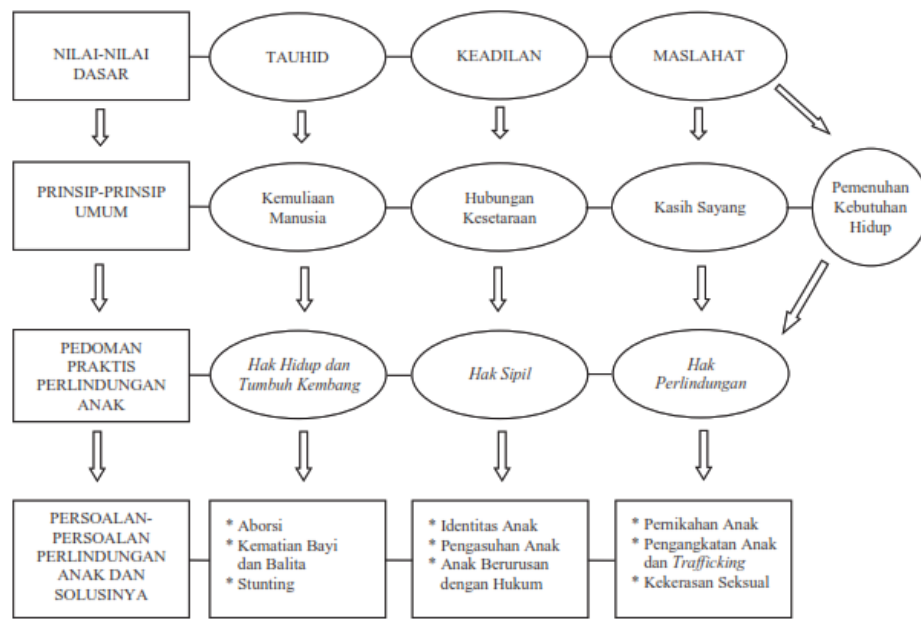 NILAI-NILAI
DASAR
TAUHID
KEADILAN
MASLAHAT
PRINSIP-PRINSIP
UMUM
Kemuliaan
Manusia
Hubungan
Kesetaraan
Kasih Sayang
Pemenuhan
Kebutuhan
Hidup
PEDOMAN
PRAKTIS
PERLINDUNGAN
ANAK
Hak Hidup dan
Tumbuh Kembang
Hak Sipil
Hak
Perlindungan
PERSOALAN-
PERSOALAN
PERLINDUNGAN
ANAK DAN
SOLUSINYA
* Aborsi
* Kematian Bayi
dan Balita
* Stunting
* Identitas Anak
* Pengasuhan Anak
* Anak Berurusan
dengan Hukum
* Pernikahan Anak
* Pengangkatan Anak
dan Trafficking
* Kekerasan Seksual